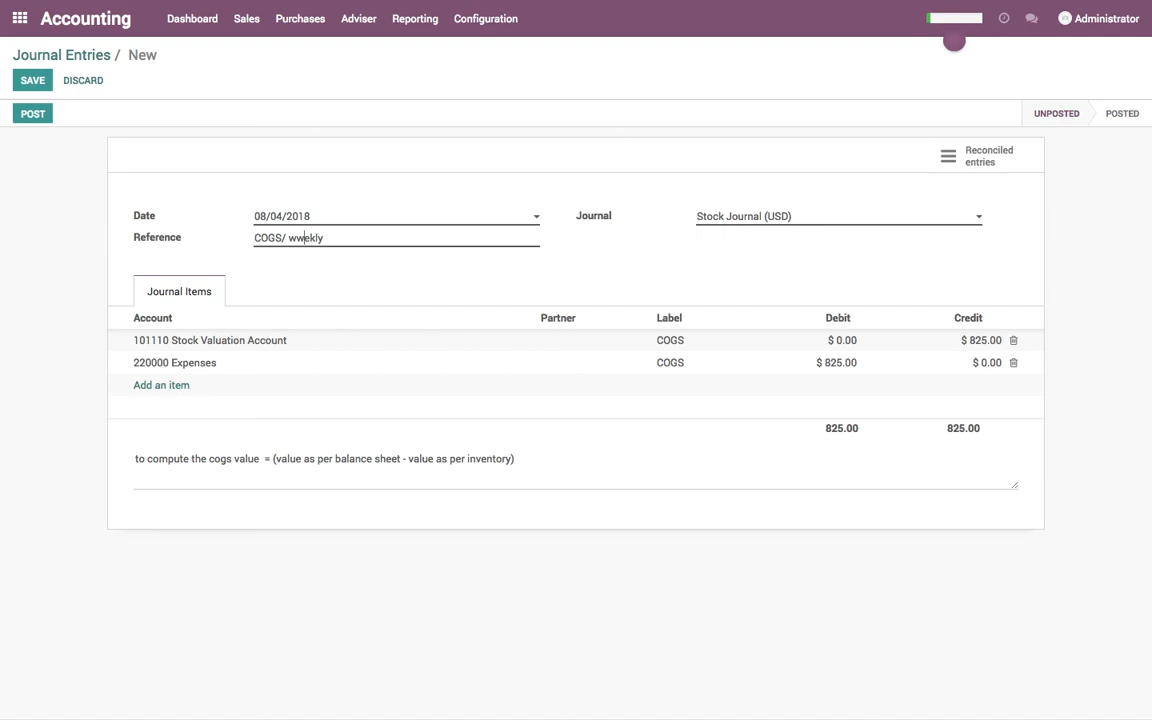 Accounting Dashboard Sales Purchases Adviser Reporting Configuration Administrator
Journal Entries / New
SAVE DISCARD
POST UNPOSTED POSTED
Reconciled
entries
Date 08/04/2018 Journal Stock Journal (USD)
Reference COGS/ wwekly
Journal Items
Account Partner Label Debit Credit
101110 Stock Valuation Account COGS $ 0.00 $ 825.00
220000 Expenses COGS $ 825.00 $ 0.00
Add an item
825.00 825.00
to compute the cogs value = (value as per balance sheet - value as per inventory)